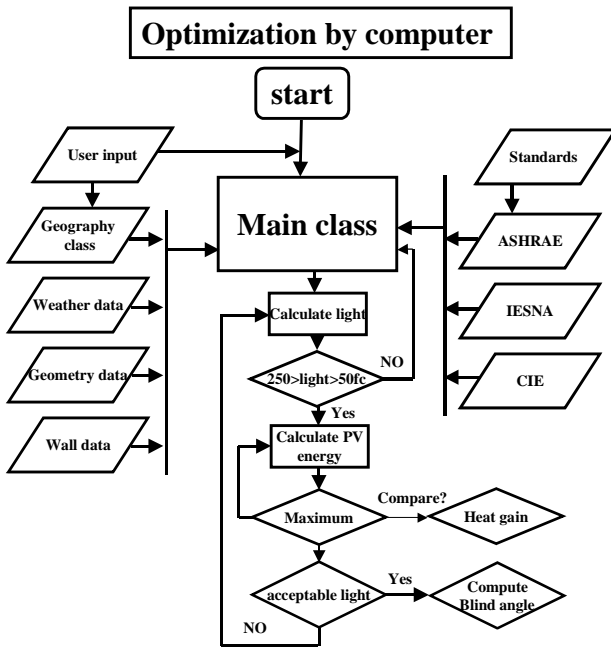 Optimization by computer
start
User input
Standards
Geography
class
Main class
ASHRAE
Weather data
Calculate light
IESNA
NO
Geometry data
250>light>50fc
CIE
Yes
Wall data
Calculate PV
energy
Compare?
Maximum
Heat gain
Yes
acceptable light
Compute
Blind angle
NO